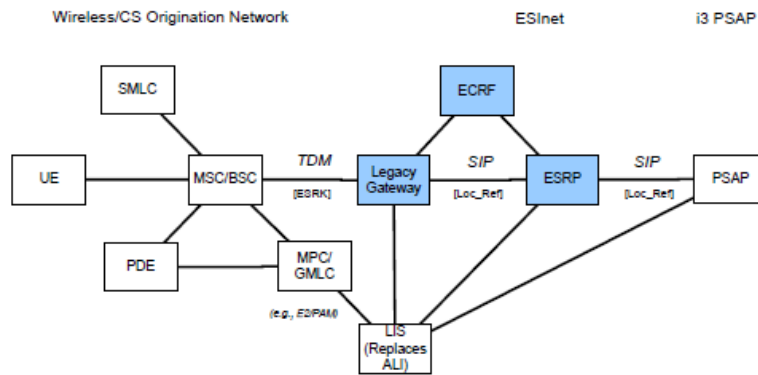 Wireless/CS Origination Network
ESInet
i3 PSAP
SMLC
ECRF
UE
MSC/BSC
TDM
[ESRK]
Legacy
Gateway
SIP
[Loc_Ref]
ESRP
SIP
[Loc_Ref]
PSAP
PDE
MPC/
GMLC
(e.g., E2/PAM)
LIS
(Replaces
ALI)